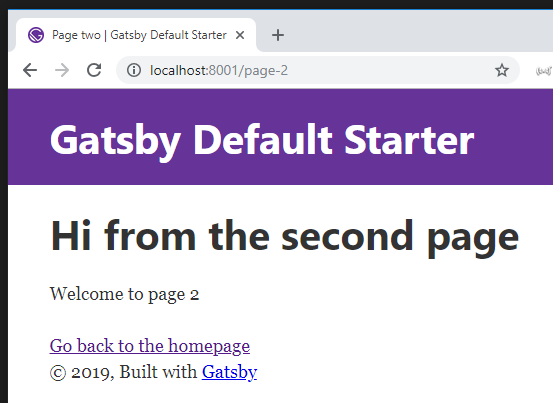 Page two | Gatsby Default Starter
localhost:8001/page-2
Gatsby Default Starter
Hi from the second page
Welcome to page 2
Go back to the homepage
© 2019, Built with Gatsby